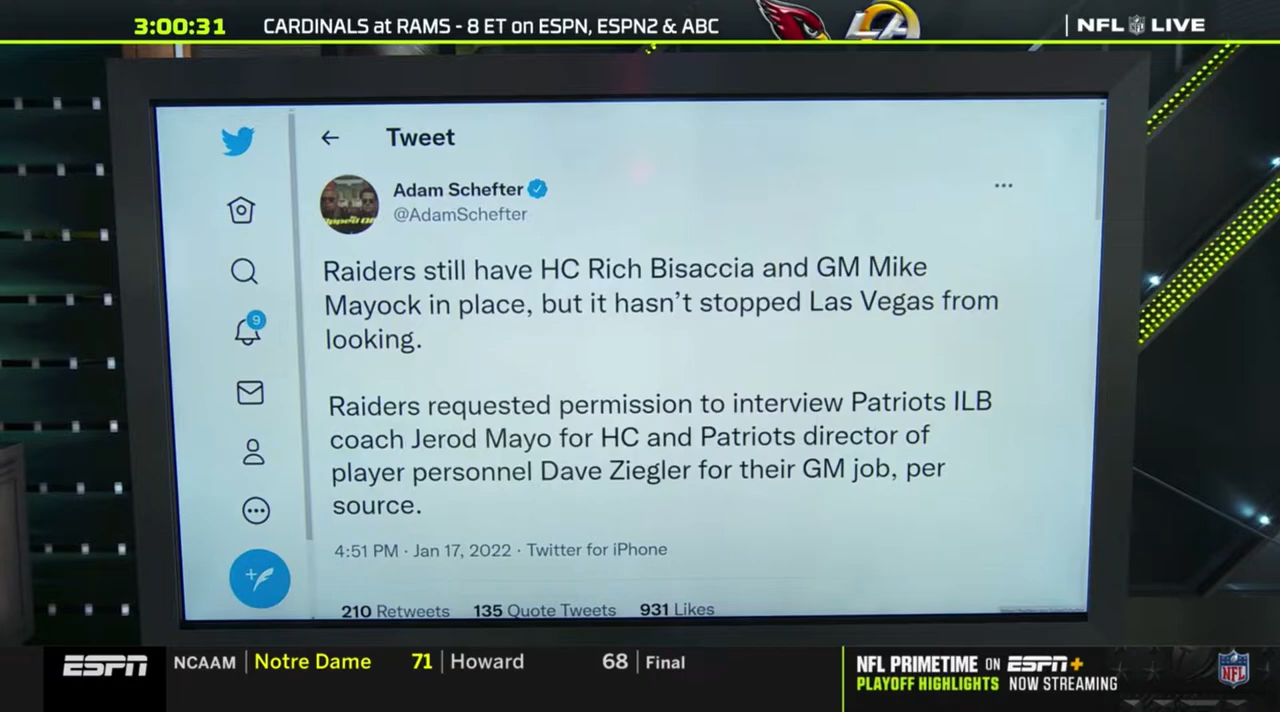 3:00:31 CARDINALS at RAMS - 8 ET on ESPN, ESPN2 & ABC NFL LIVE
Tweet
Adam Schefter
@AdamSchefter
9
Raiders still have HC Rich Bisaccia and GM Mike
Mayock in place, but it hasn't stopped Las Vegas from
looking.
Raiders requested permission to interview Patriots ILB
coach Jerod Mayo for HC and Patriots director of
player personnel Dave Ziegler for their GM job, per
source.
4:51 PM · Jan 17, 2022 · Twitter for iPhone
210 Retweets 135 Quote Tweets 931 Likes
ESPN NCAAM Notre Dame 71 Howard 68 Final
NFL PRIMETIME ON ESPN+
PLAYOFF HIGHLIGHTS NOW STREAMING
NFL